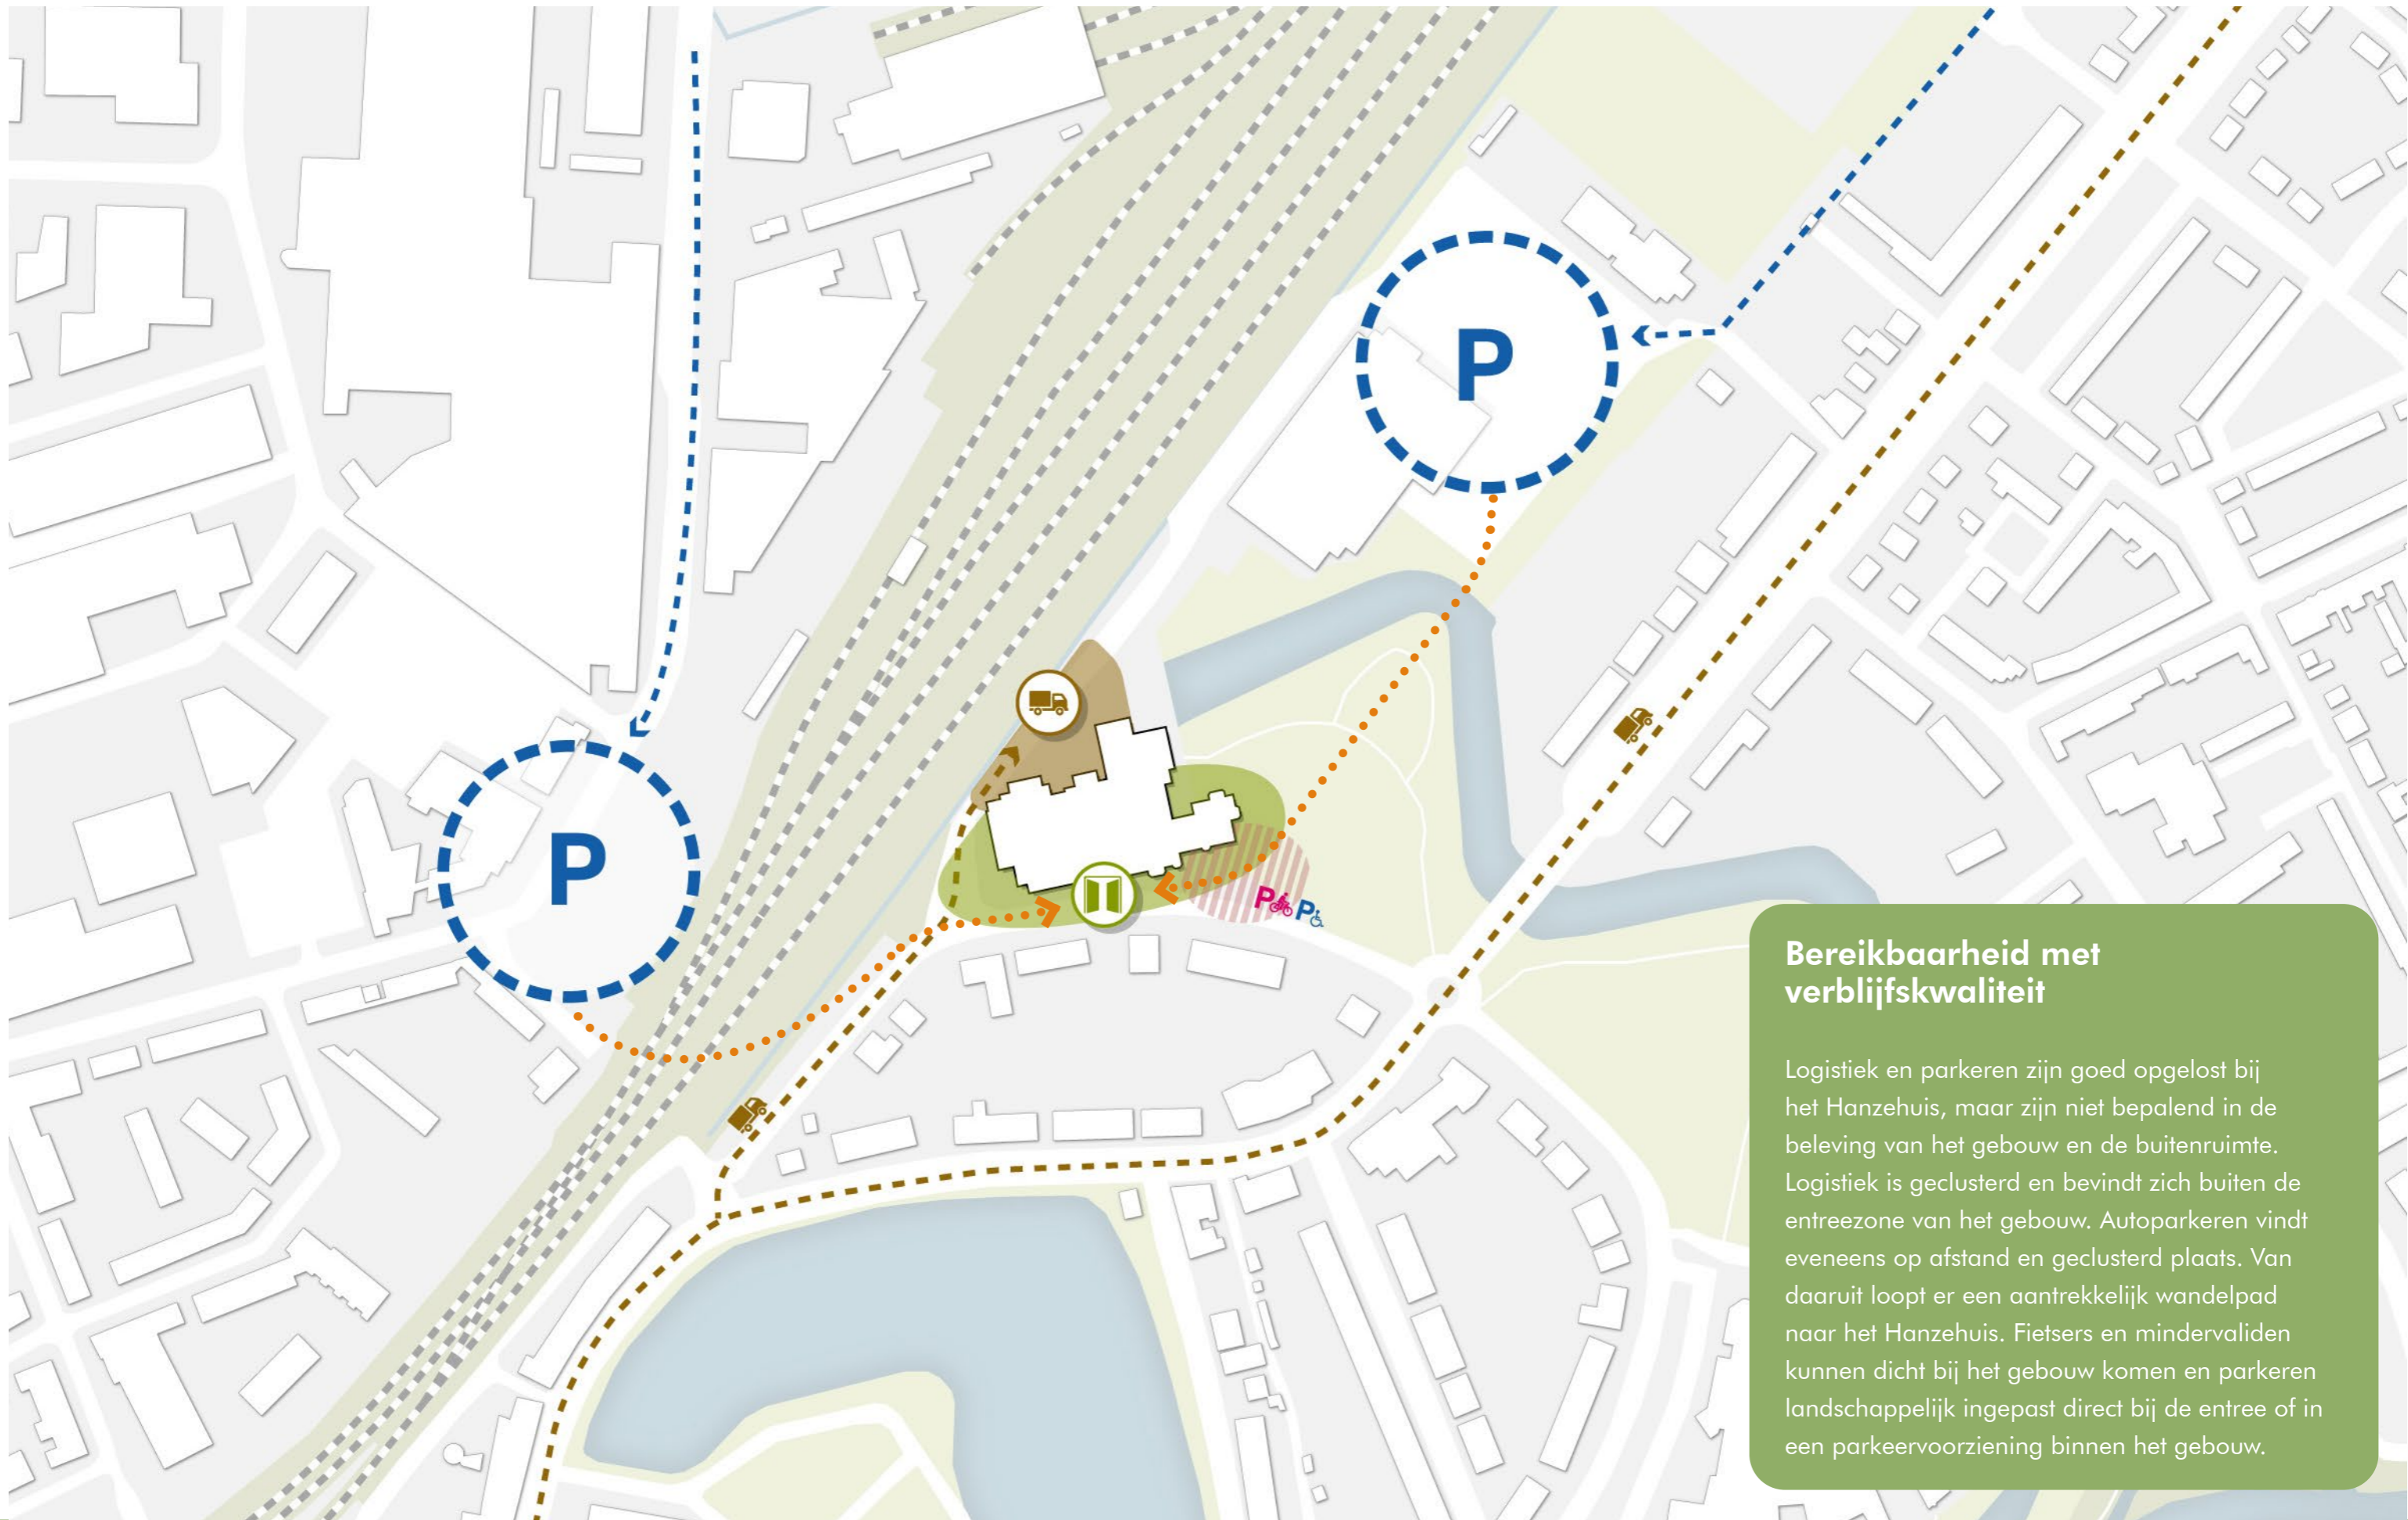 P
P
P P
Bereikbaarheid met
verblijfskwaliteit
Logistiek en parkeren zijn goed opgelost bij
het Hanzehuis, maar zijn niet bepalend in de
beleving van het gebouw en de buitenruimte.
Logistiek is geclusterd en bevindt zich buiten de
entreezone van het gebouw. Autoparkeren vindt
eveneens op afstand en geclusterd plaats. Van
daaruit loopt er een aantrekkelijk wandelpad
naar het Hanzehuis. Fietsers en mindervaliden
kunnen dicht bij het gebouw komen en parkeren
landschappelijk ingepast direct bij de entree of in
een parkeervoorziening binnen het gebouw.